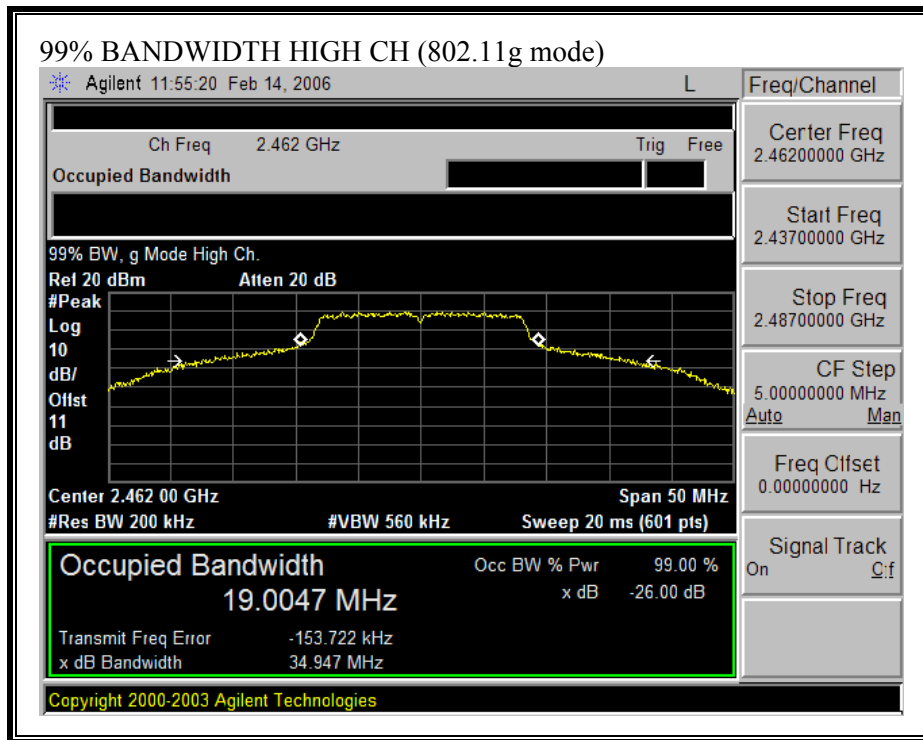 99% BANDWIDTH HIGH CH (802.11g mode)
Agilent 11:55:20 Feb 14, 2006 L
Freq/Channel
Ch Freq 2.462 GHz Trig Free
Occupied Bandwidth
99% BW, g Mode High Ch.
Ref 20 dBm Atten 20 dB
#Peak
Log
10
dB/
Offst
11
dB
Center 2.462 00 GHz Span 50 MHz
#Res BW 200 kHz #VBW 560 kHz Sweep 20 ms (601 pts)
Occupied Bandwidth
19.0047 MHz
Occ BW % Pwr 99.00 %
x dB -26.00 dB
Transmit Freq Error -153.722 kHz
x dB Bandwidth 34.947 MHz
Copyright 2000-2003 Agilent Technologies
Center Freq
2.46200000 GHz
Start Freq
2.43700000 GHz
Stop Freq
2.48700000 GHz
CF Step
5.00000000 MHz
Auto Man
Freq Offset
0.00000000 Hz
Signal Track
On Off